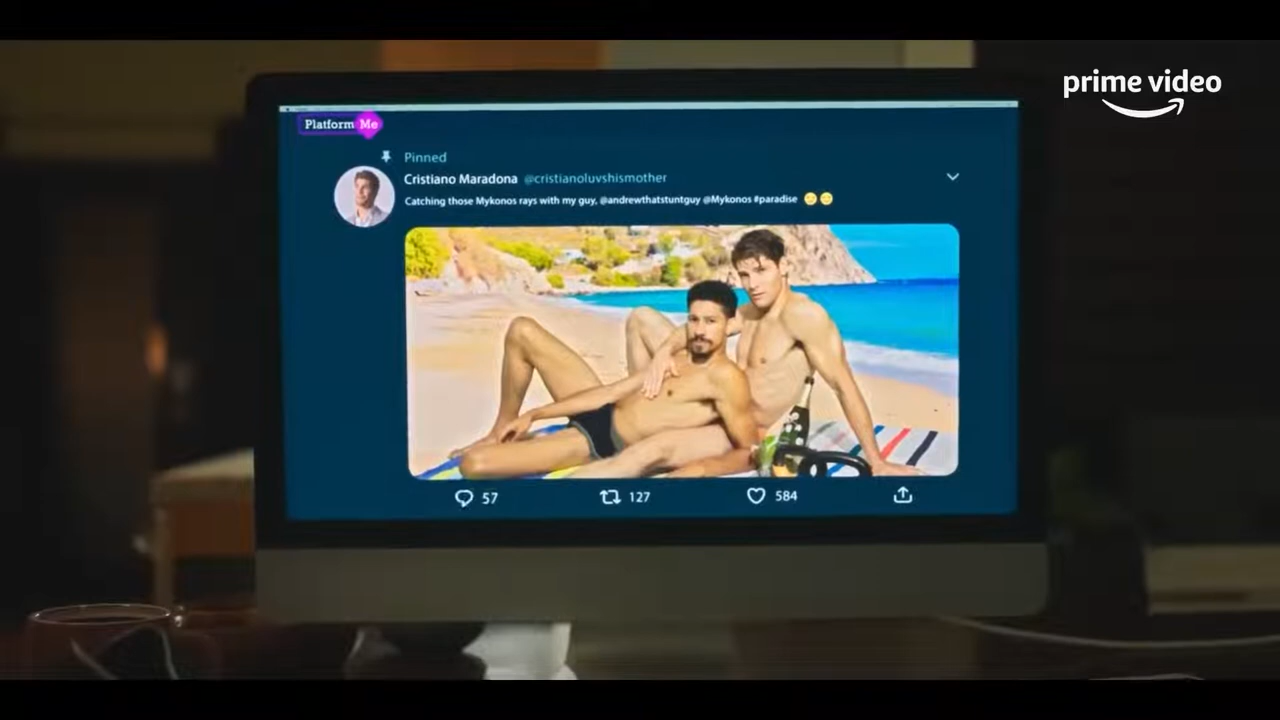 prime video
Platform Me
Pinned
Cristiano Maradona @cristianoluvshismother
Catching those Mykonos rays with my guy, @andrewthatstuntguy @Mykonos #paradise 😏😏
57 127 584